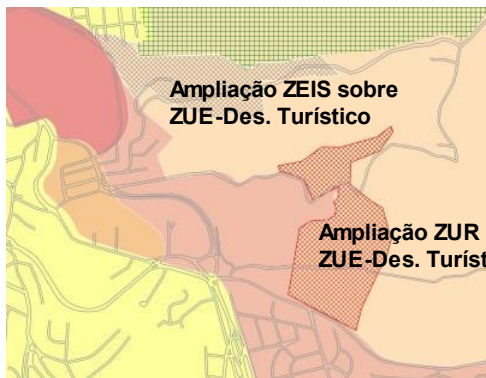 Ampliação ZEIS sobre
ZUE-Des. Turístico
Ampliação ZUR
ZUE-Des. Turíst